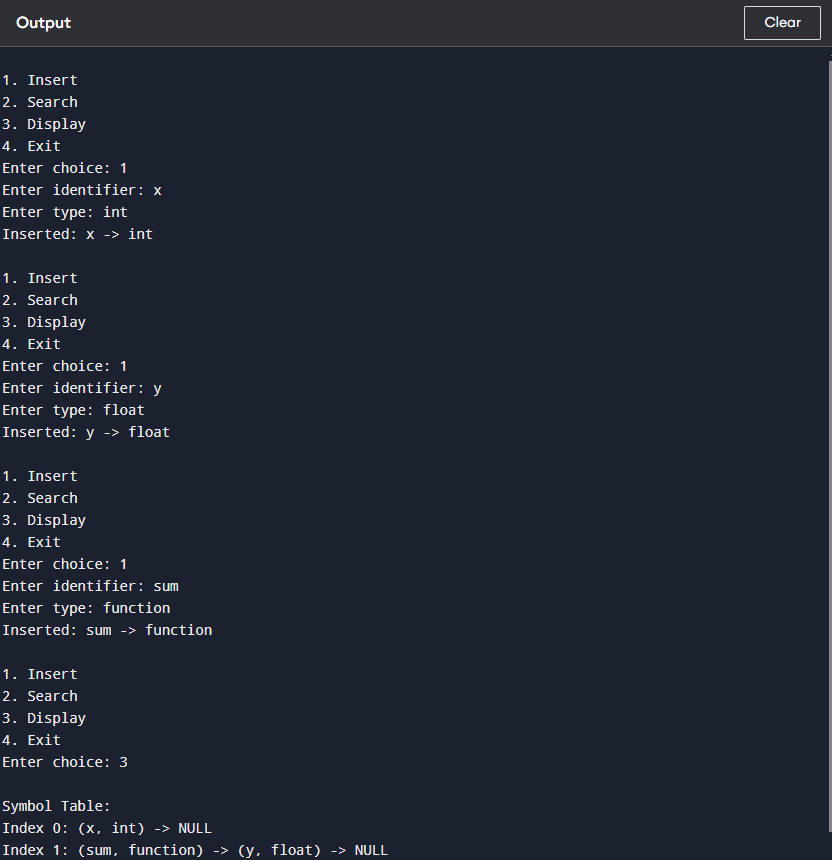 Output
Clear
1. Insert
2. Search
3. Display
4. Exit
Enter choice: 1
Enter identifier: x
Enter type: int
Inserted: x -> int
1. Insert
2. Search
3. Display
4. Exit
Enter choice: 1
Enter identifier: y
Enter type: float
Inserted: y -> float
1. Insert
2. Search
3. Display
4. Exit
Enter choice: 1
Enter identifier: sum
Enter type: function
Inserted: sum -> function
1. Insert
2. Search
3. Display
4. Exit
Enter choice: 3
Symbol Table:
Index 0: (x, int) -> NULL
Index 1: (sum, function) -> (y, float) -> NULL